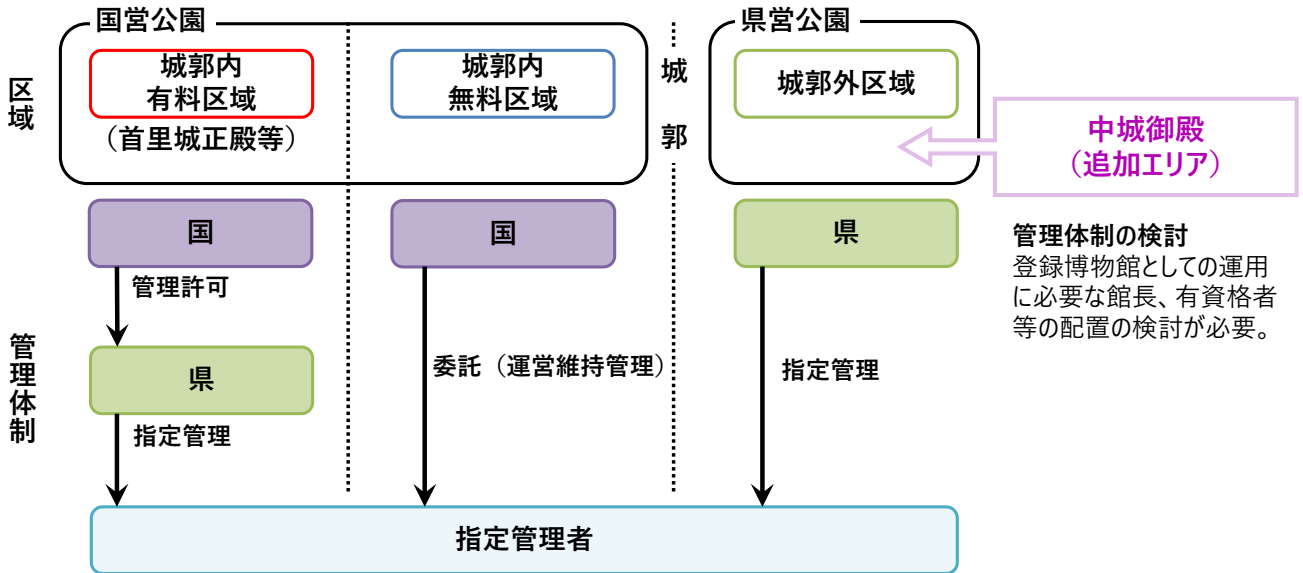 国営公園
県営公園
区域
城郭内
有料区域
（首里城正殿等）
城郭内
無料区域
城郭
城郭外区域
中城御殿
（追加エリア）
国
国
県
管理体制の検討
登録博物館としての運用
に必要な館長、有資格者
等の配置の検討が必要。
管理許可
管理体制
県
委託（運営維持管理）
指定管理
指定管理
指定管理者